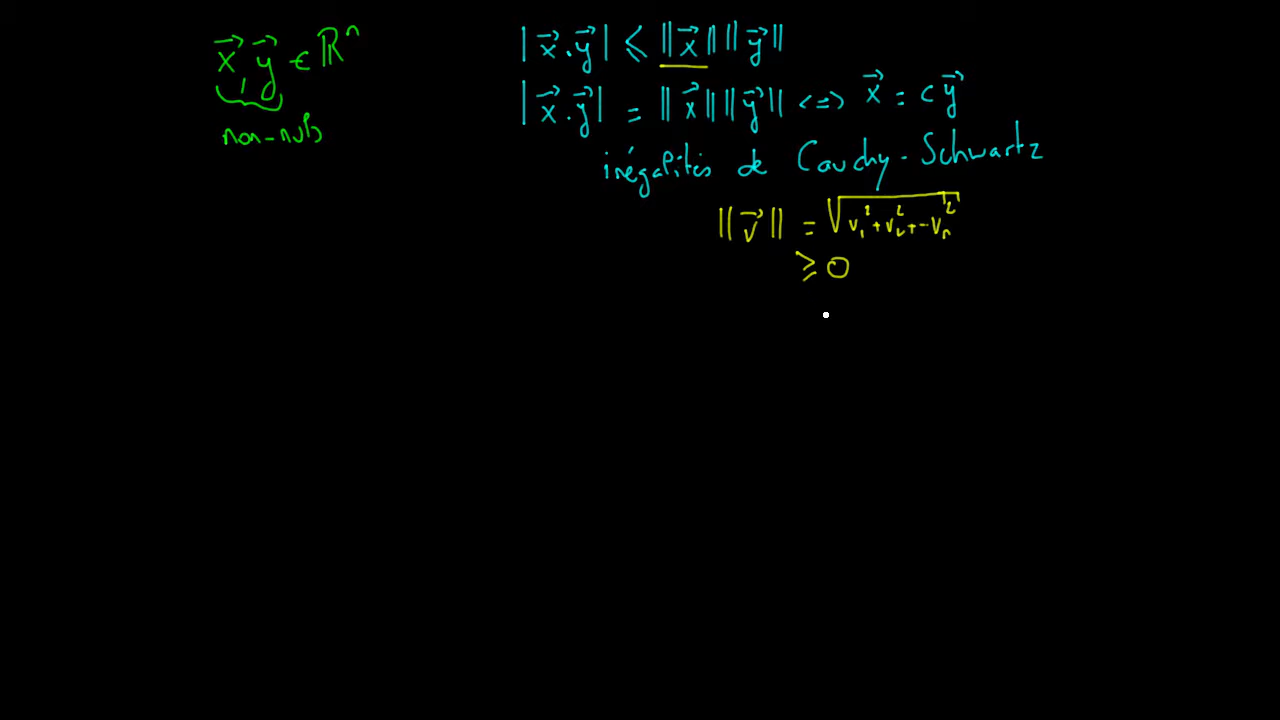 x⃗, y⃗ ∈ ℝⁿ
non-nuls
|x⃗.y⃗| ≤ ||x⃗|| ||y⃗||
|x⃗.y⃗| = ||x⃗|| ||y⃗|| <=> x⃗ = c y⃗
inégalités de Cauchy-Schwartz
||v⃗|| = √(v₁² + v₂² + -- vₙ²)
≥ 0